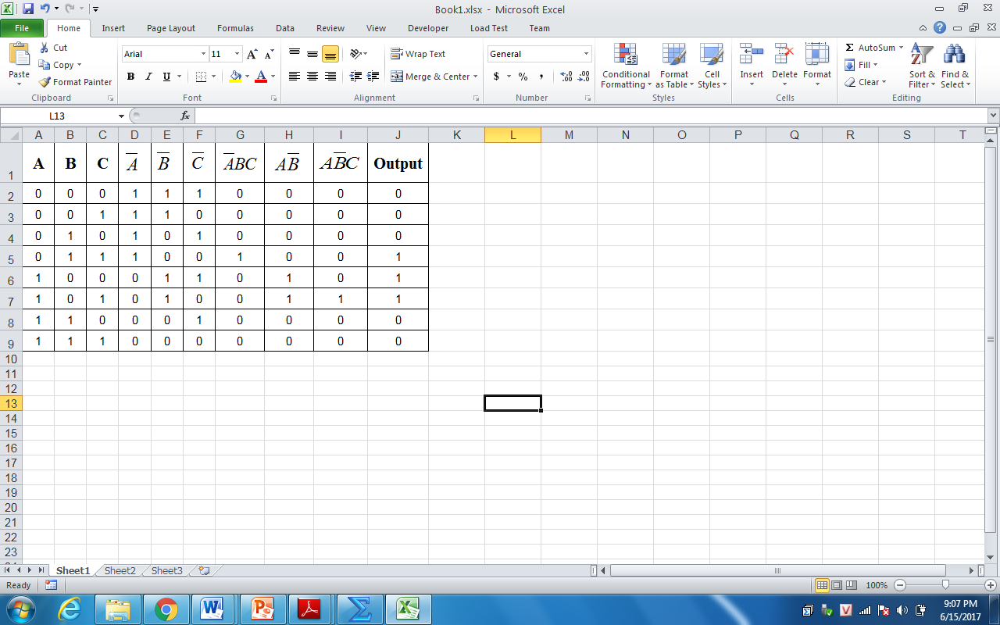 Book1.xlsx - Microsoft Excel
File Home Insert Page Layout Formulas Data Review View Developer Load Test Team
Paste
Cut
Copy
Format Painter
Clipboard
Arial 11
B I U A
Font
Wrap Text
Merge & Center
Alignment
General
$ % , .00 .0
Number
Conditional Formatting
Format as Table
Cell Styles
Styles
Insert Delete Format
Cells
Σ AutoSum
Fill
Clear
Sort & Filter
Find & Select
Editing
L13 fx
A B C D E F G H I J K L M N O P Q R S T
1 A B C A̅ B̅ C̅ A̅BC AB̅ AB̅C Output
2 0 0 0 1 1 1 0 0 0 0
3 0 0 1 1 1 0 0 0 0 0
4 0 1 0 1 0 1 0 0 0 0
5 0 1 1 1 0 0 1 0 0 1
6 1 0 0 0 1 1 0 1 0 1
7 1 0 1 0 1 0 0 1 1 1
8 1 1 0 0 0 1 0 0 0 0
9 1 1 1 0 0 0 0 0 0 0
10
11
12
13
14
15
16
17
18
19
20
21
22
23
Sheet1 Sheet2 Sheet3
Ready 100%
9:07 PM
6/15/2017